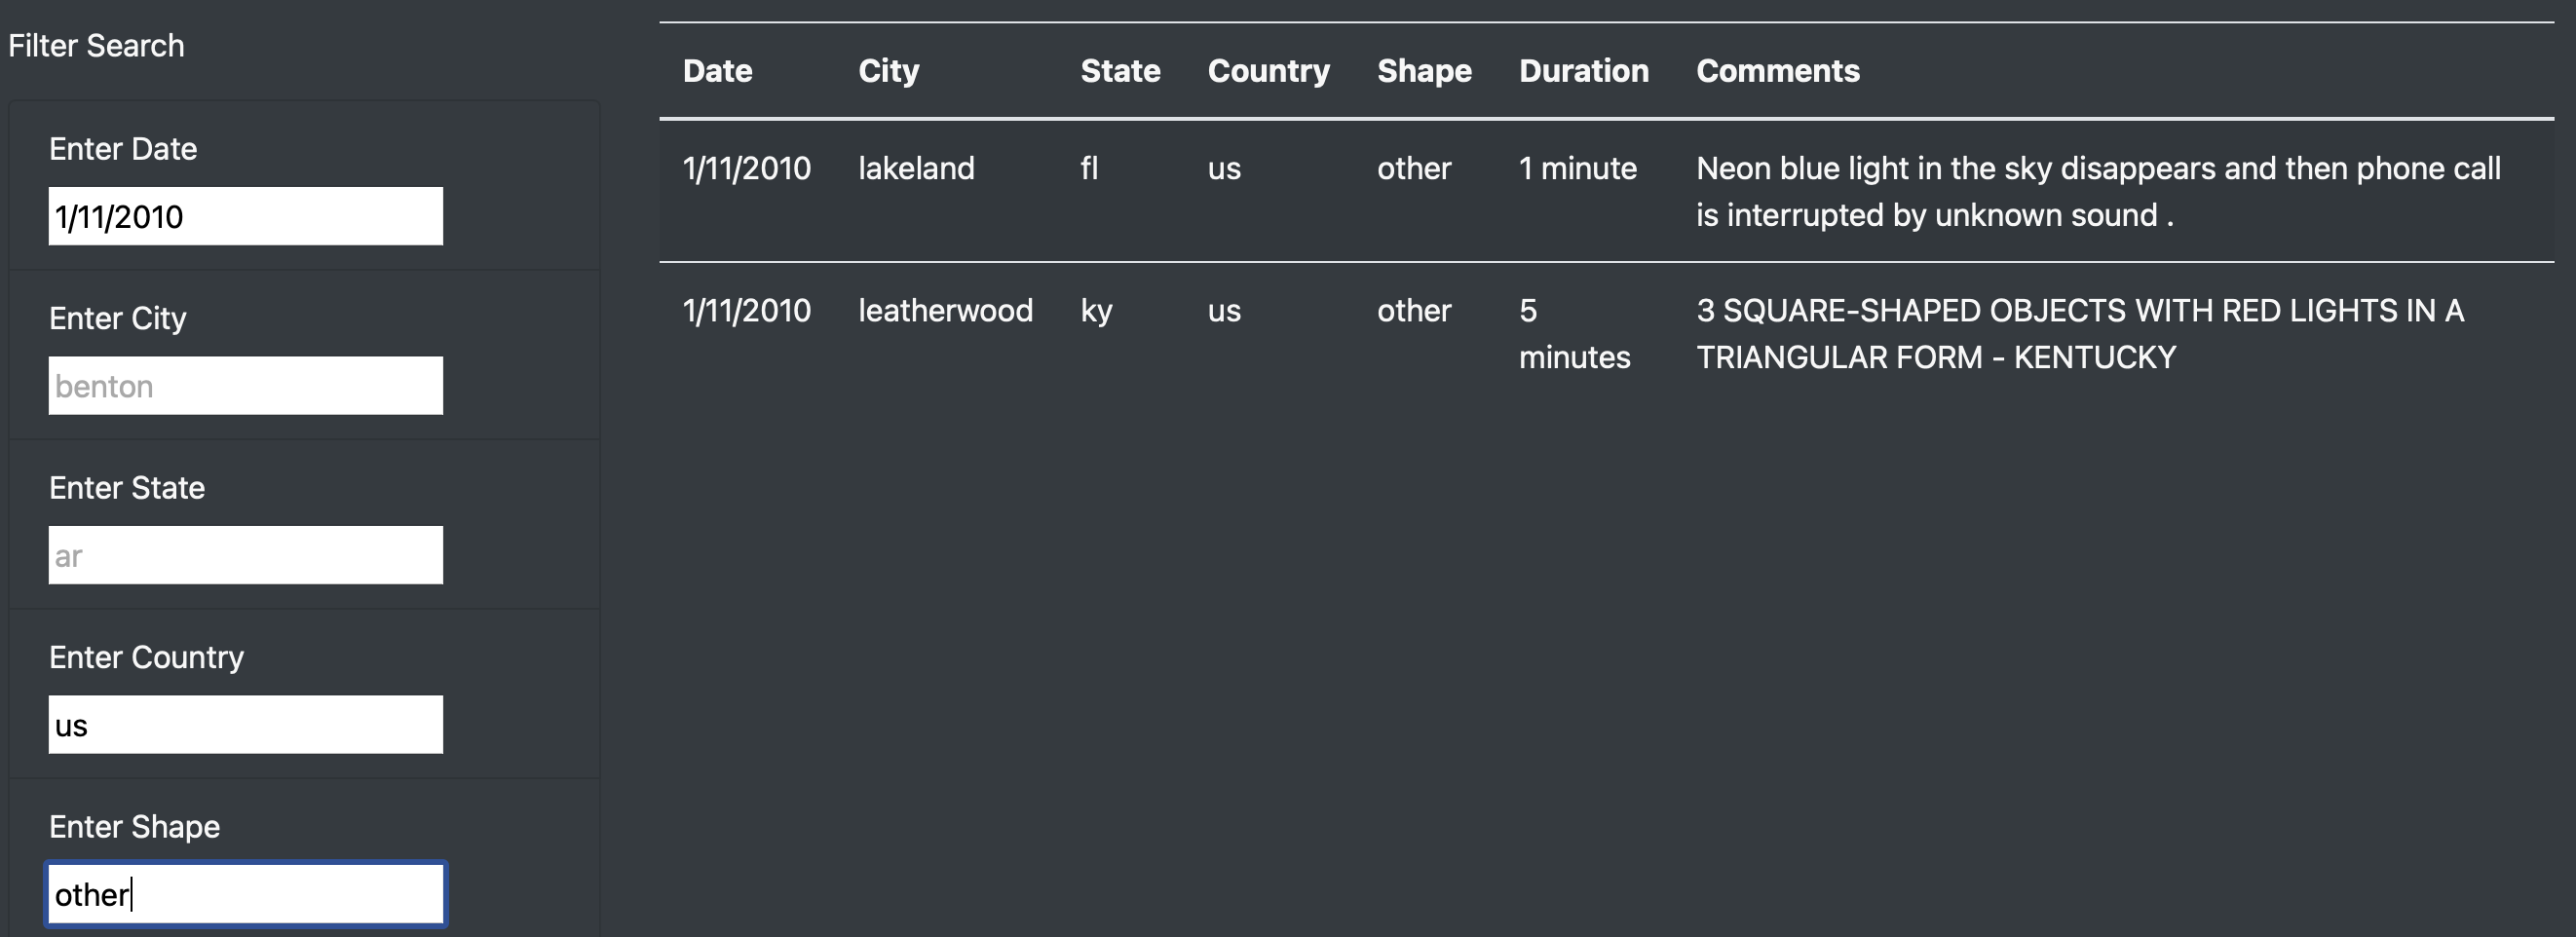 Filter Search
Enter Date
1/11/2010
Enter City
benton
Enter State
ar
Enter Country
us
Enter Shape
other
Date City State Country Shape Duration Comments
1/11/2010 lakeland fl us other 1 minute Neon blue light in the sky disappears and then phone call
is interrupted by unknown sound .
1/11/2010 leatherwood ky us other 5 3 SQUARE-SHAPED OBJECTS WITH RED LIGHTS IN A
minutes TRIANGULAR FORM - KENTUCKY